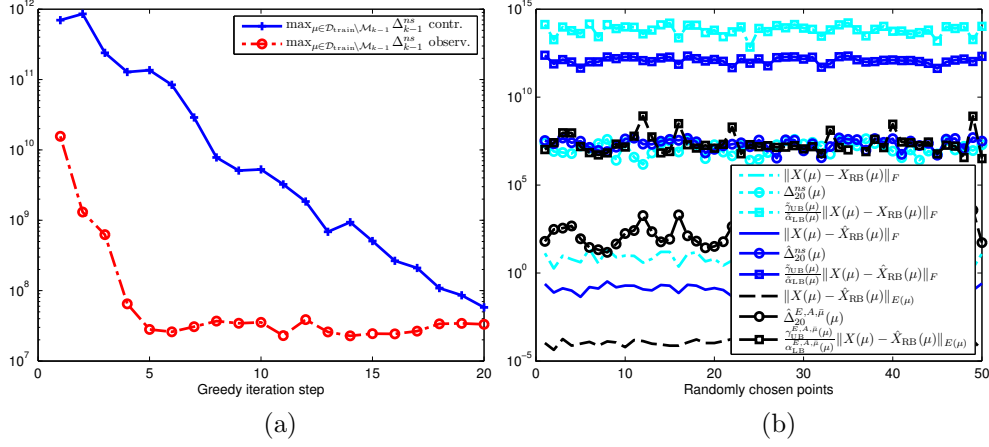 10^12
10^11
10^10
10^9
10^8
10^7
0 5 10 15 20
Greedy iteration step
max_{μ∈D_train\M_{k−1}} Δ^{ns}_{k−1} contr.
max_{μ∈D_train\M_{k−1}} Δ^{ns}_{k−1} observ.
(a)
10^15
10^10
10^5
10^0
10^−5
0 10 20 30 40 50
Randomly chosen points
‖X(μ) − X_RB(μ)‖_F
Δ^{ns}_{20}(μ)
γ̃_UB(μ)/α̃_LB(μ) ‖X(μ) − X_RB(μ)‖_F
‖X(μ) − X̂_RB(μ)‖_F
Δ̂^{ns}_{20}(μ)
γ̃_UB(μ)/α̃_LB(μ) ‖X(μ) − X̂_RB(μ)‖_F
‖X(μ) − X̂_RB(μ)‖_{E(μ)}
Δ̂^{E,A,μ̄}_{20}(μ)
γ^{E,A,μ̄}_UB(μ)/α^{E,A,μ̄}_LB(μ) ‖X(μ) − X̂_RB(μ)‖_{E(μ)}
(b)